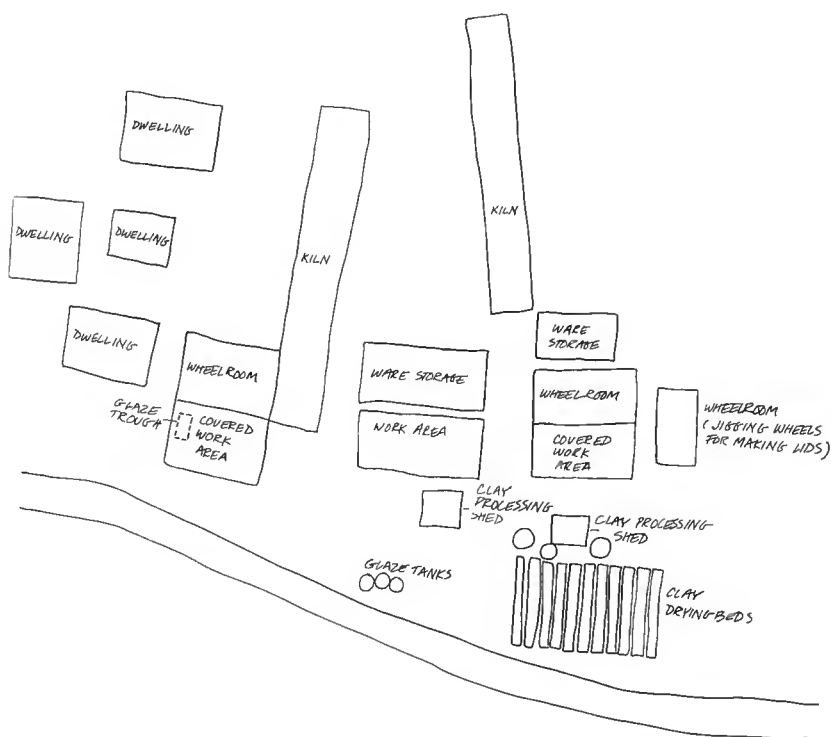 DWELLING
KILN
DWELLING
DWELLING
KILN
DWELLING
WARE
STORAGE
WHEELROOM
WARE STORAGE
WHEELROOM
WHEELROOM
(JIGGING WHEELS
FOR MAKING LIDS)
GLAZE
TROUGH
COVERED
WORK
AREA
WORK AREA
COVERED
WORK
AREA
CLAY
PROCESSING
SHED
CLAY PROCESSING
SHED
GLAZE TANKS
CLAY
DRYING BEDS